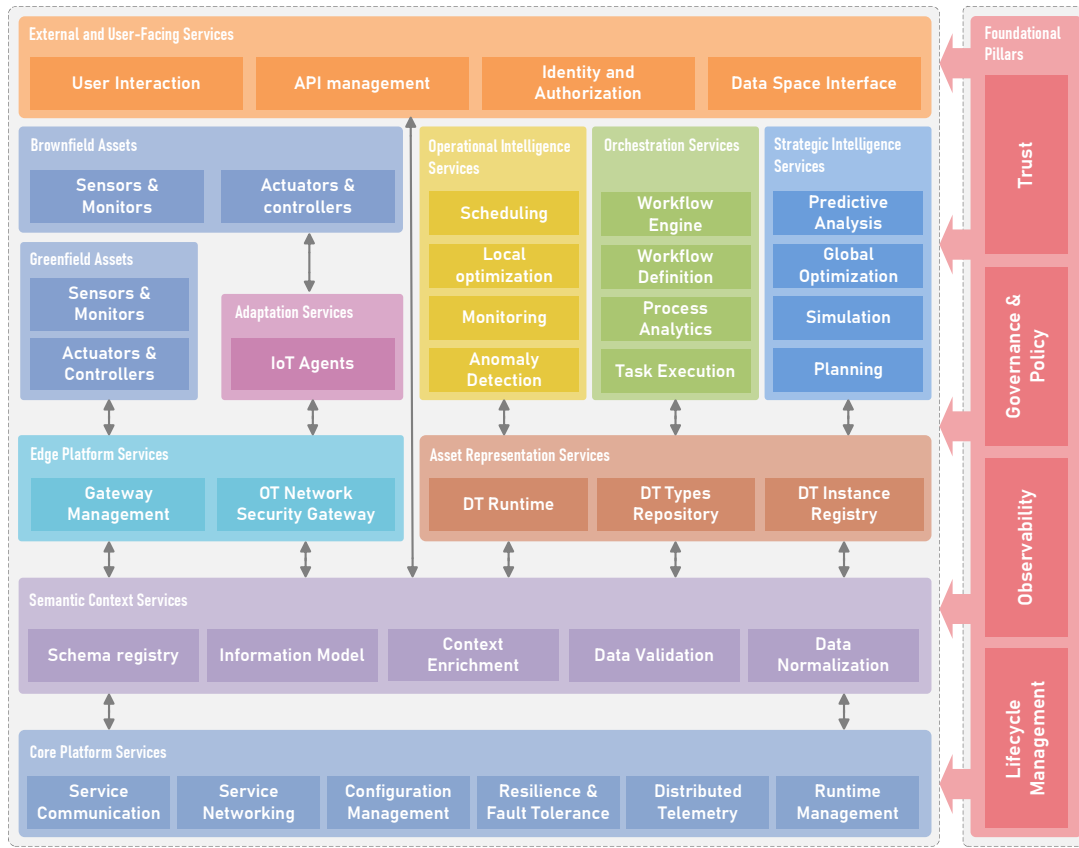 External and User-Facing Services
User Interaction
API management
Identity and
Authorization
Data Space Interface
Brownfield Assets
Sensors &
Monitors
Actuators &
controllers
Greenfield Assets
Sensors &
Monitors
Actuators &
Controllers
Adaptation Services
IoT Agents
Operational Intelligence
Services
Scheduling
Local
optimization
Monitoring
Anomaly
Detection
Orchestration Services
Workflow
Engine
Workflow
Definition
Process
Analytics
Task Execution
Strategic Intelligence
Services
Predictive
Analysis
Global
Optimization
Simulation
Planning
Edge Platform Services
Gateway
Management
OT Network
Security Gateway
Asset Representation Services
DT Runtime
DT Types
Repository
DT Instance
Registry
Semantic Context Services
Schema registry
Information Model
Context
Enrichment
Data Validation
Data
Normalization
Core Platform Services
Service
Communication
Service
Networking
Configuration
Management
Resilience &
Fault Tolerance
Distributed
Telemetry
Runtime
Management
Foundational
Pillars
Trust
Governance &
Policy
Observability
Lifecycle
Management